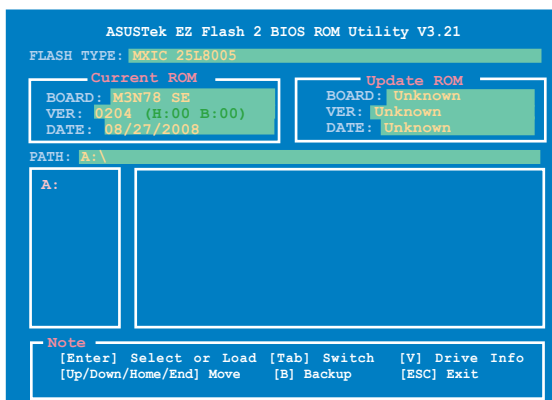 ASUSTek EZ Flash 2 BIOS ROM Utility V3.21
FLASH TYPE: MXIC 25L8005
Current ROM
BOARD: M3N78 SE
VER: 0204 (H:00 B:00)
DATE: 08/27/2008
Update ROM
BOARD: Unknown
VER: Unknown
DATE: Unknown
PATH: A:\
A:
Note
[Enter] Select or Load [Tab] Switch [V] Drive Info
[Up/Down/Home/End] Move [B] Backup [ESC] Exit